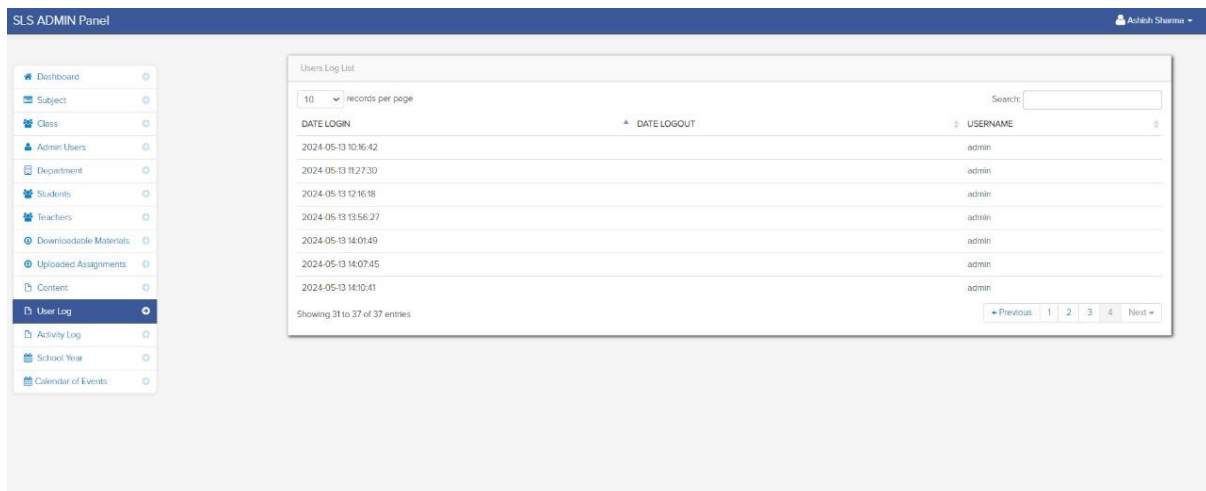 SLS ADMIN Panel
Ashish Sharma
Dashboard
Subject
Class
Admin Users
Department
Students
Teachers
Downloadable Materials
Uploaded Assignments
Content
User Log
Activity Log
School Year
Calendar of Events
Users Log List
10 records per page Search:
DATE LOGIN DATE LOGOUT USERNAME
2024-05-13 10:16:42 admin
2024-05-13 11:27:30 admin
2024-05-13 12:16:18 admin
2024-05-13 13:56:27 admin
2024-05-13 14:01:49 admin
2024-05-13 14:07:45 admin
2024-05-13 14:10:41 admin
Showing 31 to 37 of 37 entries ← Previous 1 2 3 4 Next →